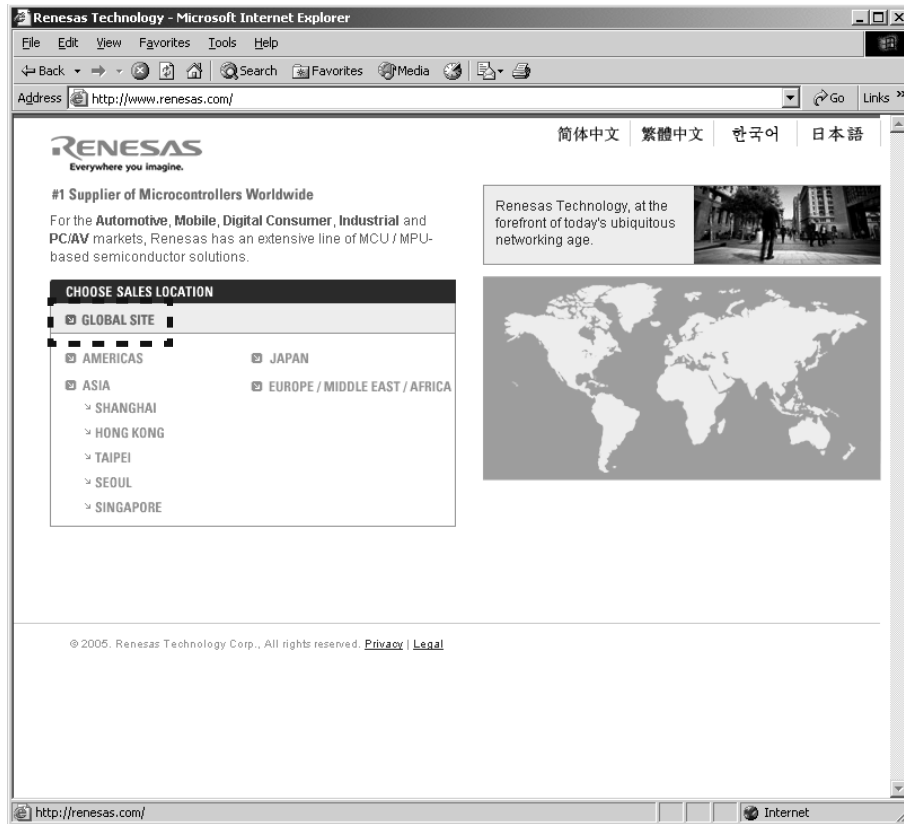 Renesas Technology - Microsoft Internet Explorer
File Edit View Favorites Tools Help
Back Search Favorites Media
Address http://www.renesas.com/ Go Links »
简体中文 繁體中文 한국어 日本語
RENESAS
Everywhere you imagine.
#1 Supplier of Microcontrollers Worldwide
For the Automotive, Mobile, Digital Consumer, Industrial and
PC/AV markets, Renesas has an extensive line of MCU / MPU-
based semiconductor solutions.
Renesas Technology, at the
forefront of today's ubiquitous
networking age.
CHOOSE SALES LOCATION
GLOBAL SITE
AMERICAS JAPAN
ASIA EUROPE / MIDDLE EAST / AFRICA
SHANGHAI
HONG KONG
TAIPEI
SEOUL
SINGAPORE
© 2005. Renesas Technology Corp., All rights reserved. Privacy | Legal
http://renesas.com/ Internet